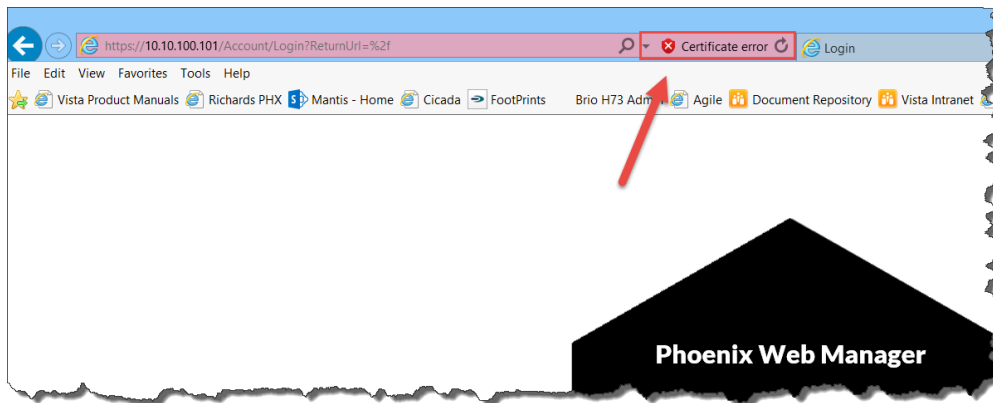 https://10.10.100.101/Account/Login?ReturnUrl=%2f Certificate error Login
File Edit View Favorites Tools Help
Vista Product Manuals Richards PHX Mantis - Home Cicada FootPrints Brio H73 Agile Document Repository Vista Intranet
Phoenix Web Manager